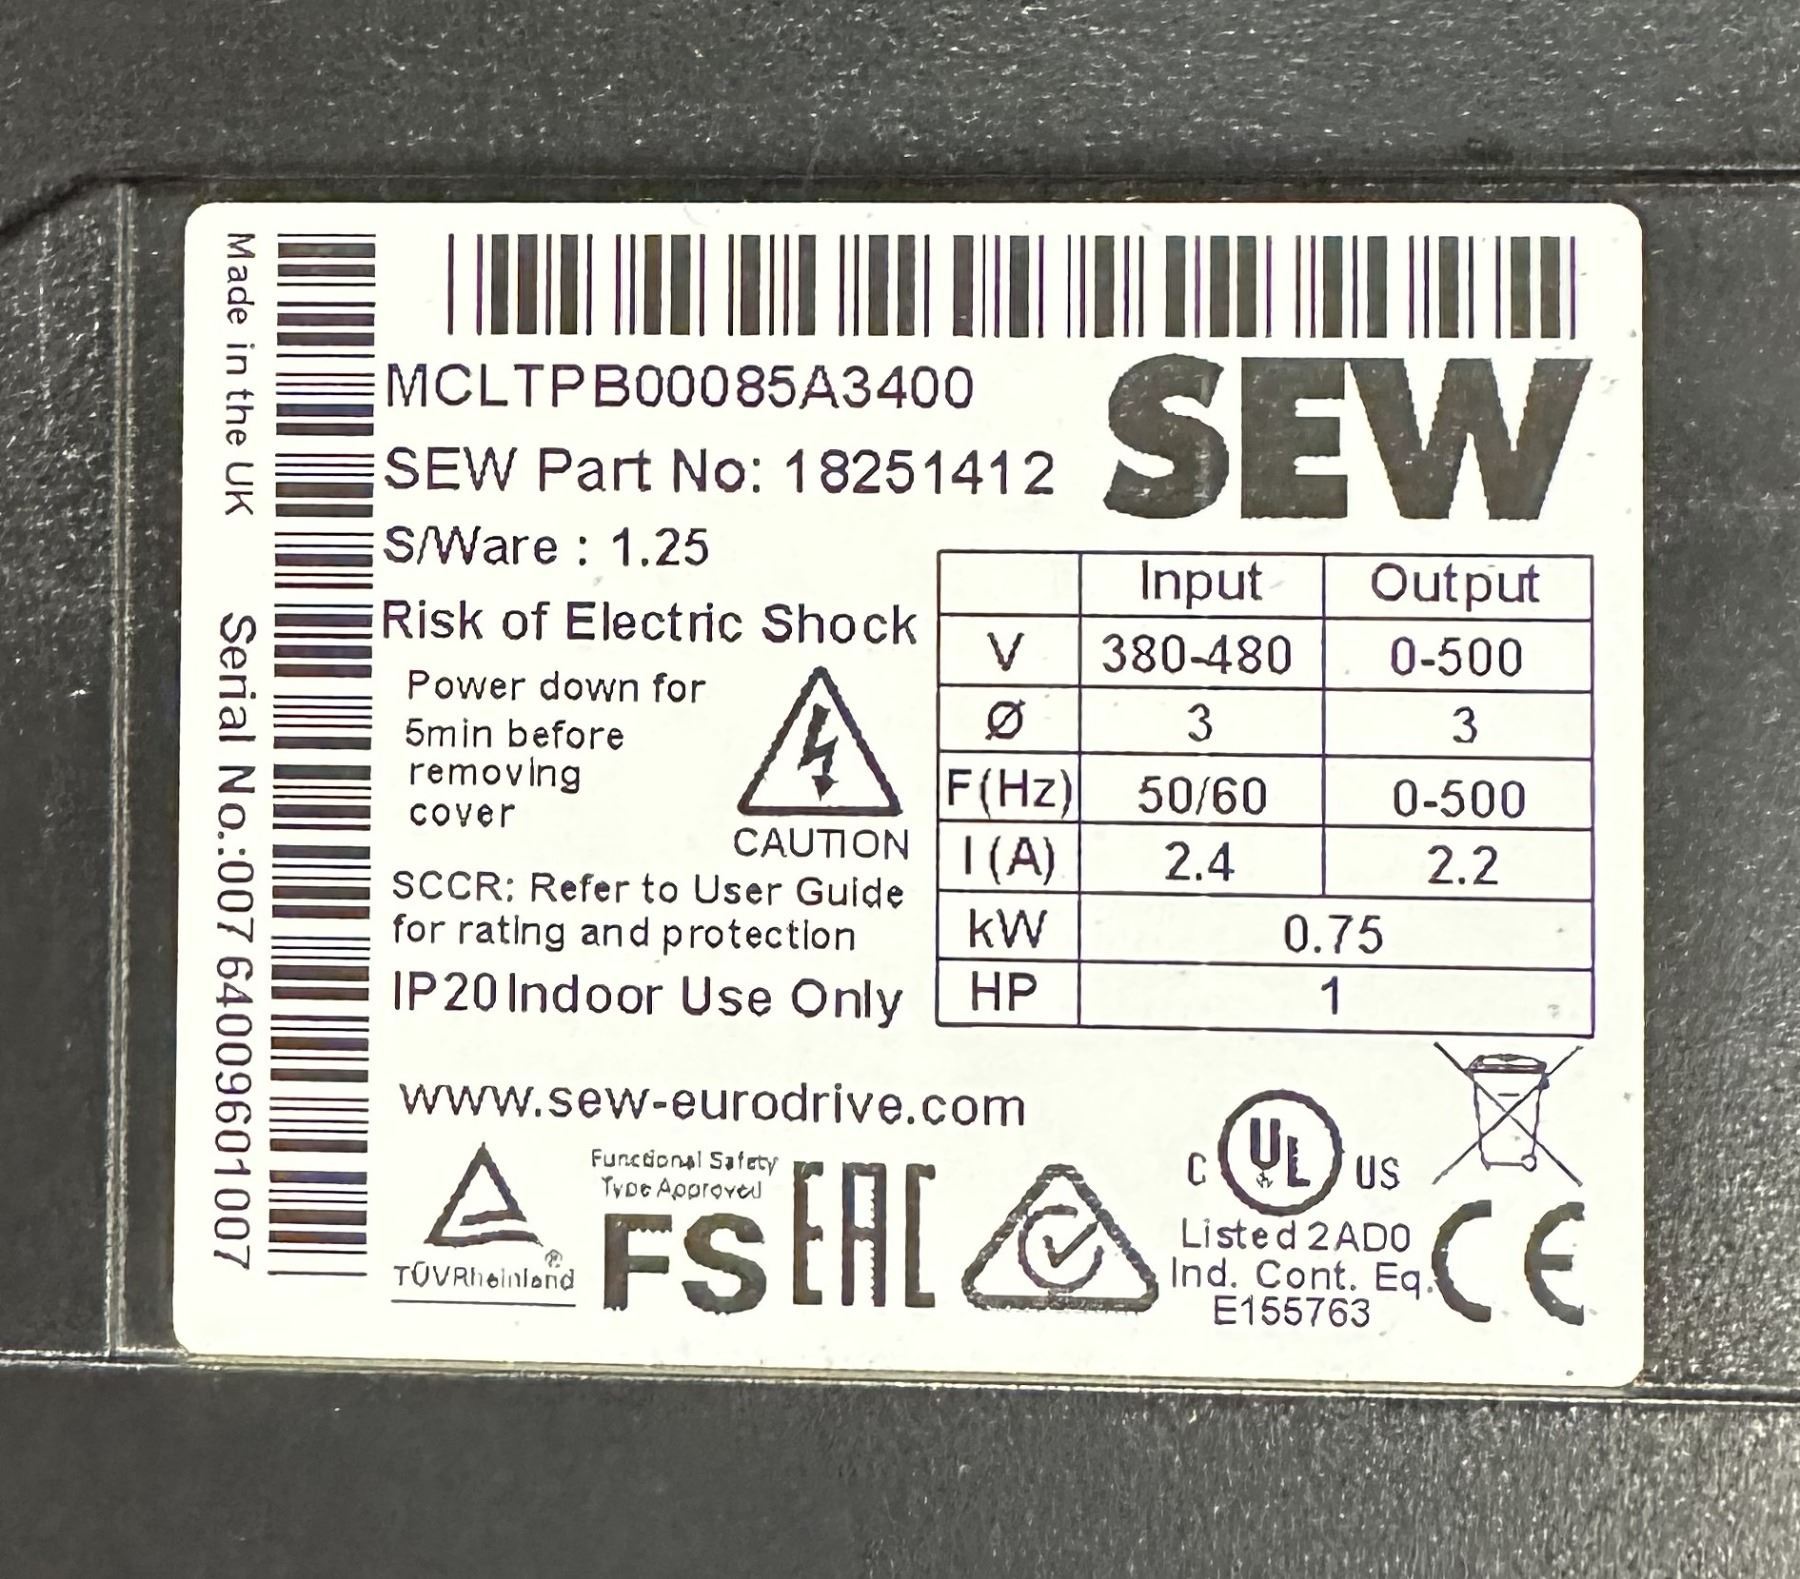 Made in the UK
Serial No.:007 64009601007
MCLTPB00085A3400
SEW
SEW Part No: 18251412
S/Ware : 1.25
Risk of Electric Shock
Power down for
5min before
removing
cover
CAUTION
SCCR: Refer to User Guide
for rating and protection
IP20 Indoor Use Only
Input Output
V 380-480 0-500
Ø 3 3
F(Hz) 50/60 0-500
I (A) 2.4 2.2
kW 0.75
HP 1
www.sew-eurodrive.com
TÜVRheinland ®
Functional Safety
Type Approved
FS
EAC
C UL US
Listed 2AD0
Ind. Cont. Eq.
E155763
CE